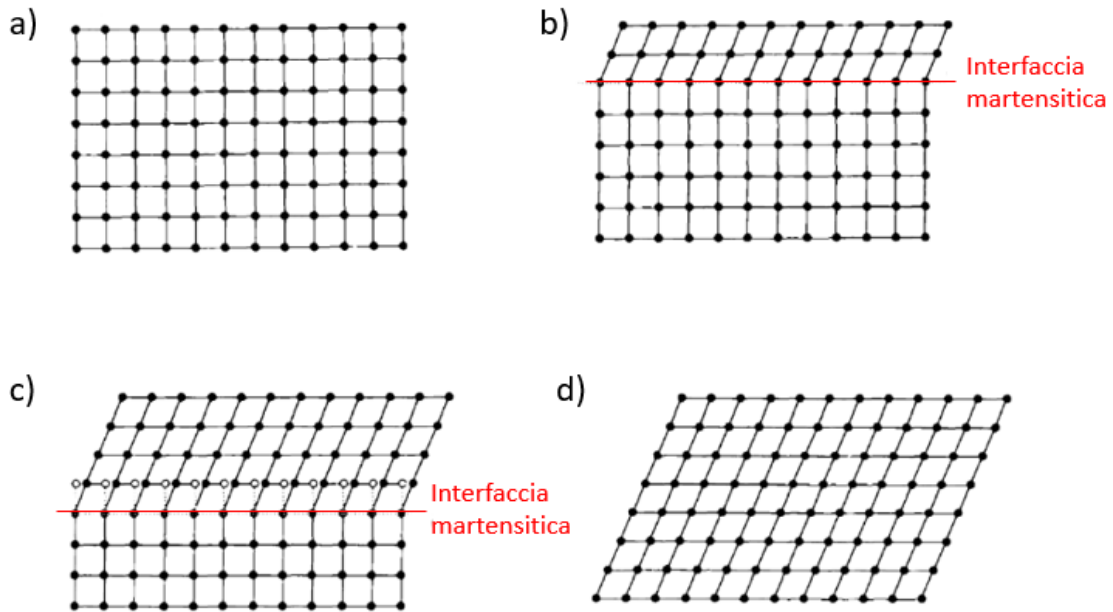 a)
b)
Interfaccia
martensitica
c)
Interfaccia
martensitica
d)